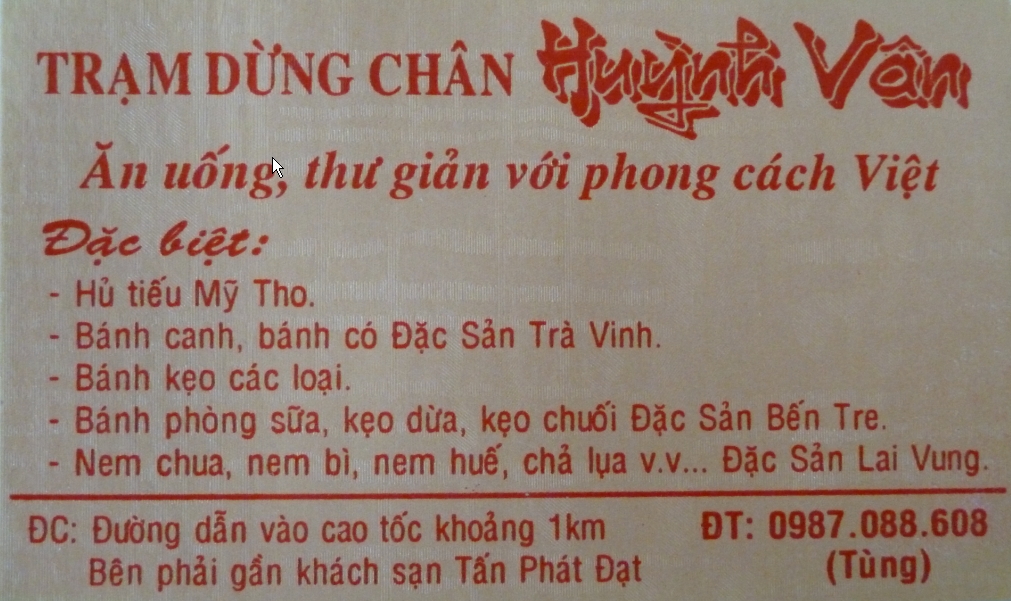 TRẠM DỪNG CHÂN Huỳnh Vân
Ăn uống, thư giản với phong cách Việt
Đặc biệt:
- Hủ tiếu Mỹ Tho.
- Bánh canh, bánh có Đặc Sản Trà Vinh.
- Bánh kẹo các loại.
- Bánh phòng sữa, kẹo dừa, kẹo chuối Đặc Sản Bến Tre.
- Nem chua, nem bì, nem huế, chả lụa v.v... Đặc Sản Lai Vung.
ĐC: Đường dẫn vào cao tốc khoảng 1km ĐT: 0987.088.608
Bên phải gần khách sạn Tấn Phát Đạt (Tùng)